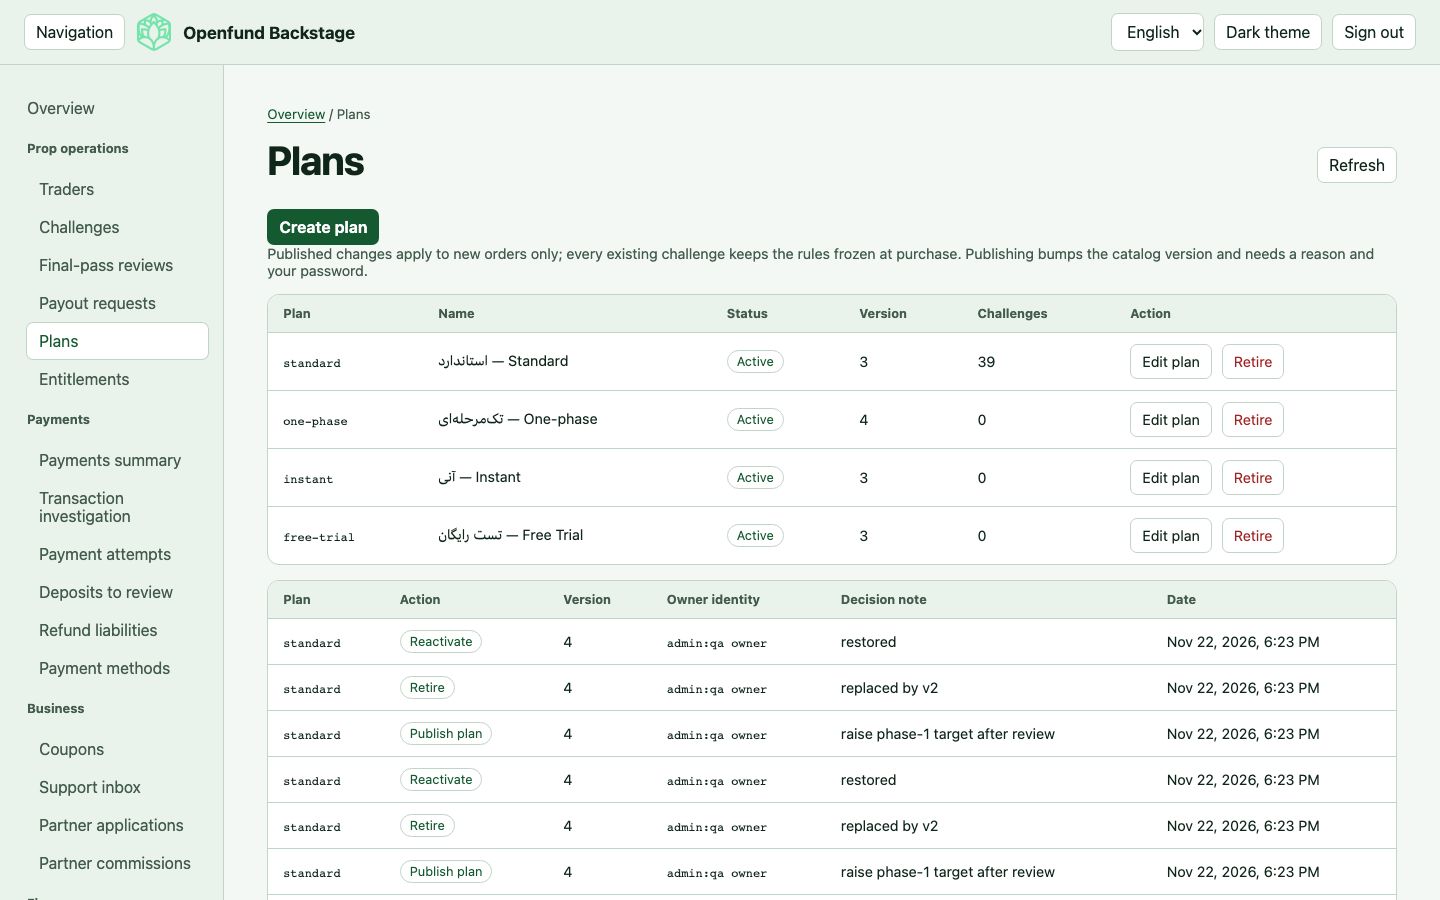 Navigation
Openfund Backstage
English
Dark theme
Sign out
Overview
Prop operations
Traders
Challenges
Final-pass reviews
Payout requests
Plans
Entitlements
Payments
Payments summary
Transaction
investigation
Payment attempts
Deposits to review
Refund liabilities
Payment methods
Business
Coupons
Support inbox
Partner applications
Partner commissions
Overview / Plans
Plans
Refresh
Create plan
Published changes apply to new orders only; every existing challenge keeps the rules frozen at purchase. Publishing bumps the catalog version and needs a reason and
your password.
Plan Name Status Version Challenges Action
standard استاندارد — Standard Active 3 39 Edit plan Retire
one-phase تک‌مرحله‌ای — One-phase Active 4 0 Edit plan Retire
instant آنی — Instant Active 3 0 Edit plan Retire
free-trial تست رایگان — Free Trial Active 3 0 Edit plan Retire
Plan Action Version Owner identity Decision note Date
standard Reactivate 4 admin:qa owner restored Nov 22, 2026, 6:23 PM
standard Retire 4 admin:qa owner replaced by v2 Nov 22, 2026, 6:23 PM
standard Publish plan 4 admin:qa owner raise phase-1 target after review Nov 22, 2026, 6:23 PM
standard Reactivate 4 admin:qa owner restored Nov 22, 2026, 6:23 PM
standard Retire 4 admin:qa owner replaced by v2 Nov 22, 2026, 6:23 PM
standard Publish plan 4 admin:qa owner raise phase-1 target after review Nov 22, 2026, 6:23 PM